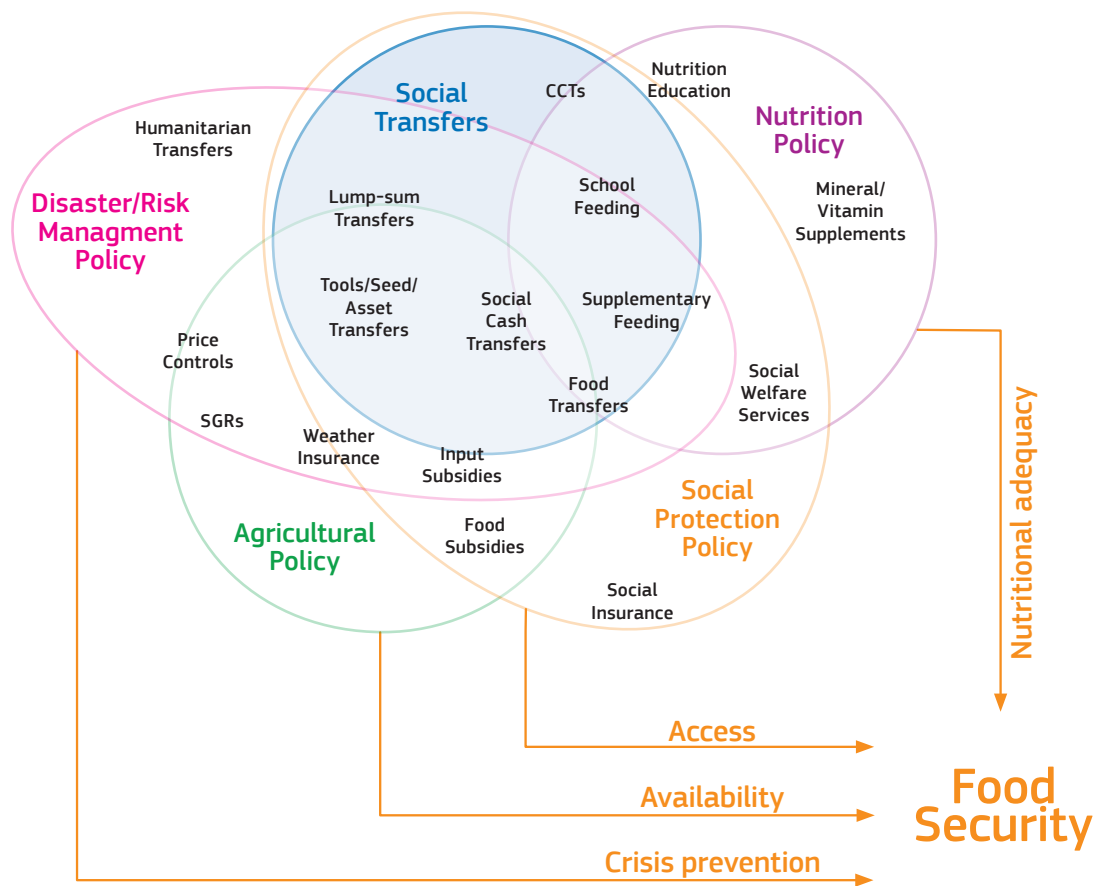 Social
Transfers
CCTs
Nutrition
Education
Nutrition
Policy
Humanitarian
Transfers
Disaster/Risk
Managment
Policy
Lump-sum
Transfers
School
Feeding
Mineral/
Vitamin
Supplements
Tools/Seed/
Asset
Transfers
Social
Cash
Transfers
Supplementary
Feeding
Price
Controls
Food
Transfers
Social
Welfare
Services
SGRs
Weather
Insurance
Input
Subsidies
Agricultural
Policy
Food
Subsidies
Social
Protection
Policy
Social
Insurance
Nutritional adequacy
Access
Availability
Crisis prevention
Food
Security